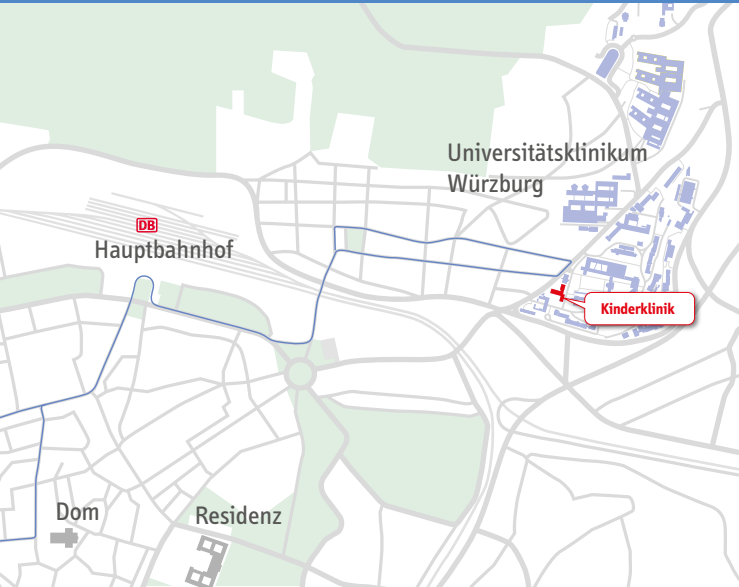 Universitätsklinikum
Würzburg
DB
Hauptbahnhof
Kinderklinik
Dom
Residenz